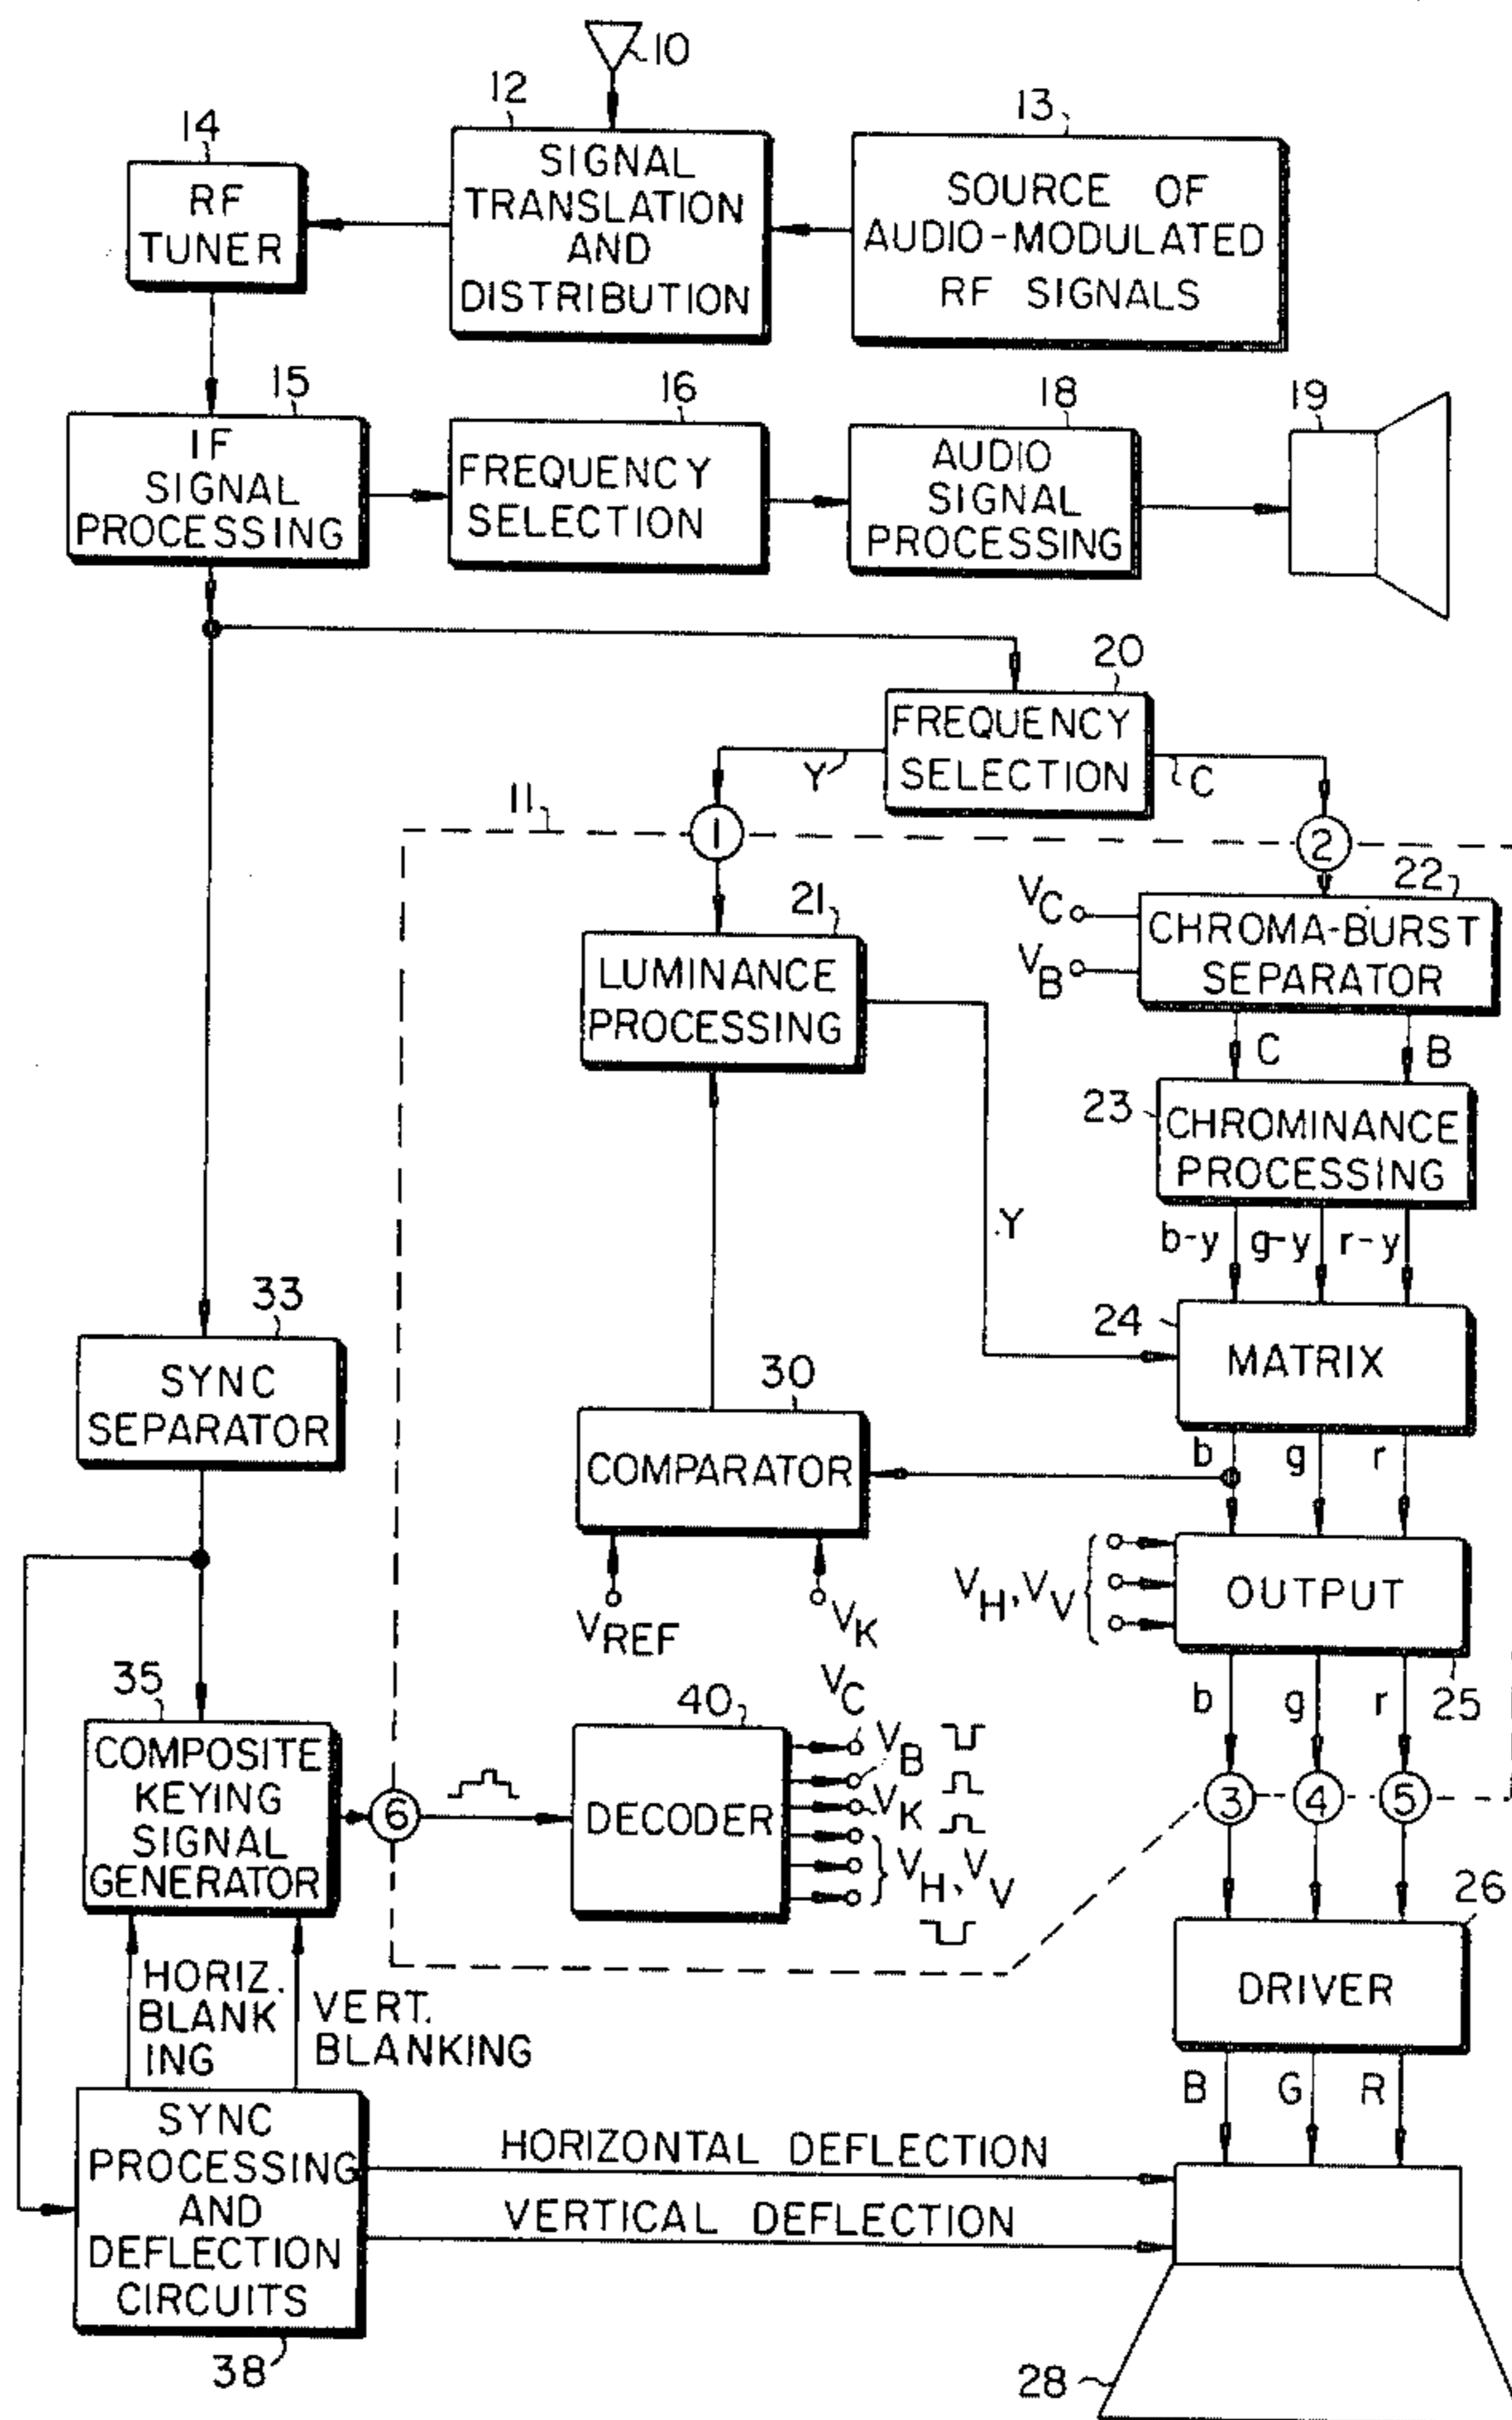 10
12
13
14
SIGNAL
TRANSLATION
AND
DISTRIBUTION
SOURCE OF
AUDIO-MODULATED
RF SIGNALS
RF
TUNER
15
16
18
19
IF
SIGNAL
PROCESSING
FREQUENCY
SELECTION
AUDIO
SIGNAL
PROCESSING
20
FREQUENCY
SELECTION
Y
C
11
1
2
22
21
VC
VB
CHROMA-BURST
SEPARATOR
LUMINANCE
PROCESSING
C
B
23
CHROMINANCE
PROCESSING
Y
b-y
g-y
r-y
33
24
MATRIX
SYNC
SEPARATOR
30
COMPARATOR
b
g
r
VREF
VK
VH, VV
OUTPUT
25
35
COMPOSITE
KEYING
SIGNAL
GENERATOR
6
40
DECODER
VC
VB
VK
VH, VV
b
g
r
3
4
5
26
DRIVER
HORIZ.
BLANK
ING
VERT.
BLANKING
B
G
R
SYNC
PROCESSING
AND
DEFLECTION
CIRCUITS
38
HORIZONTAL DEFLECTION
VERTICAL DEFLECTION
28